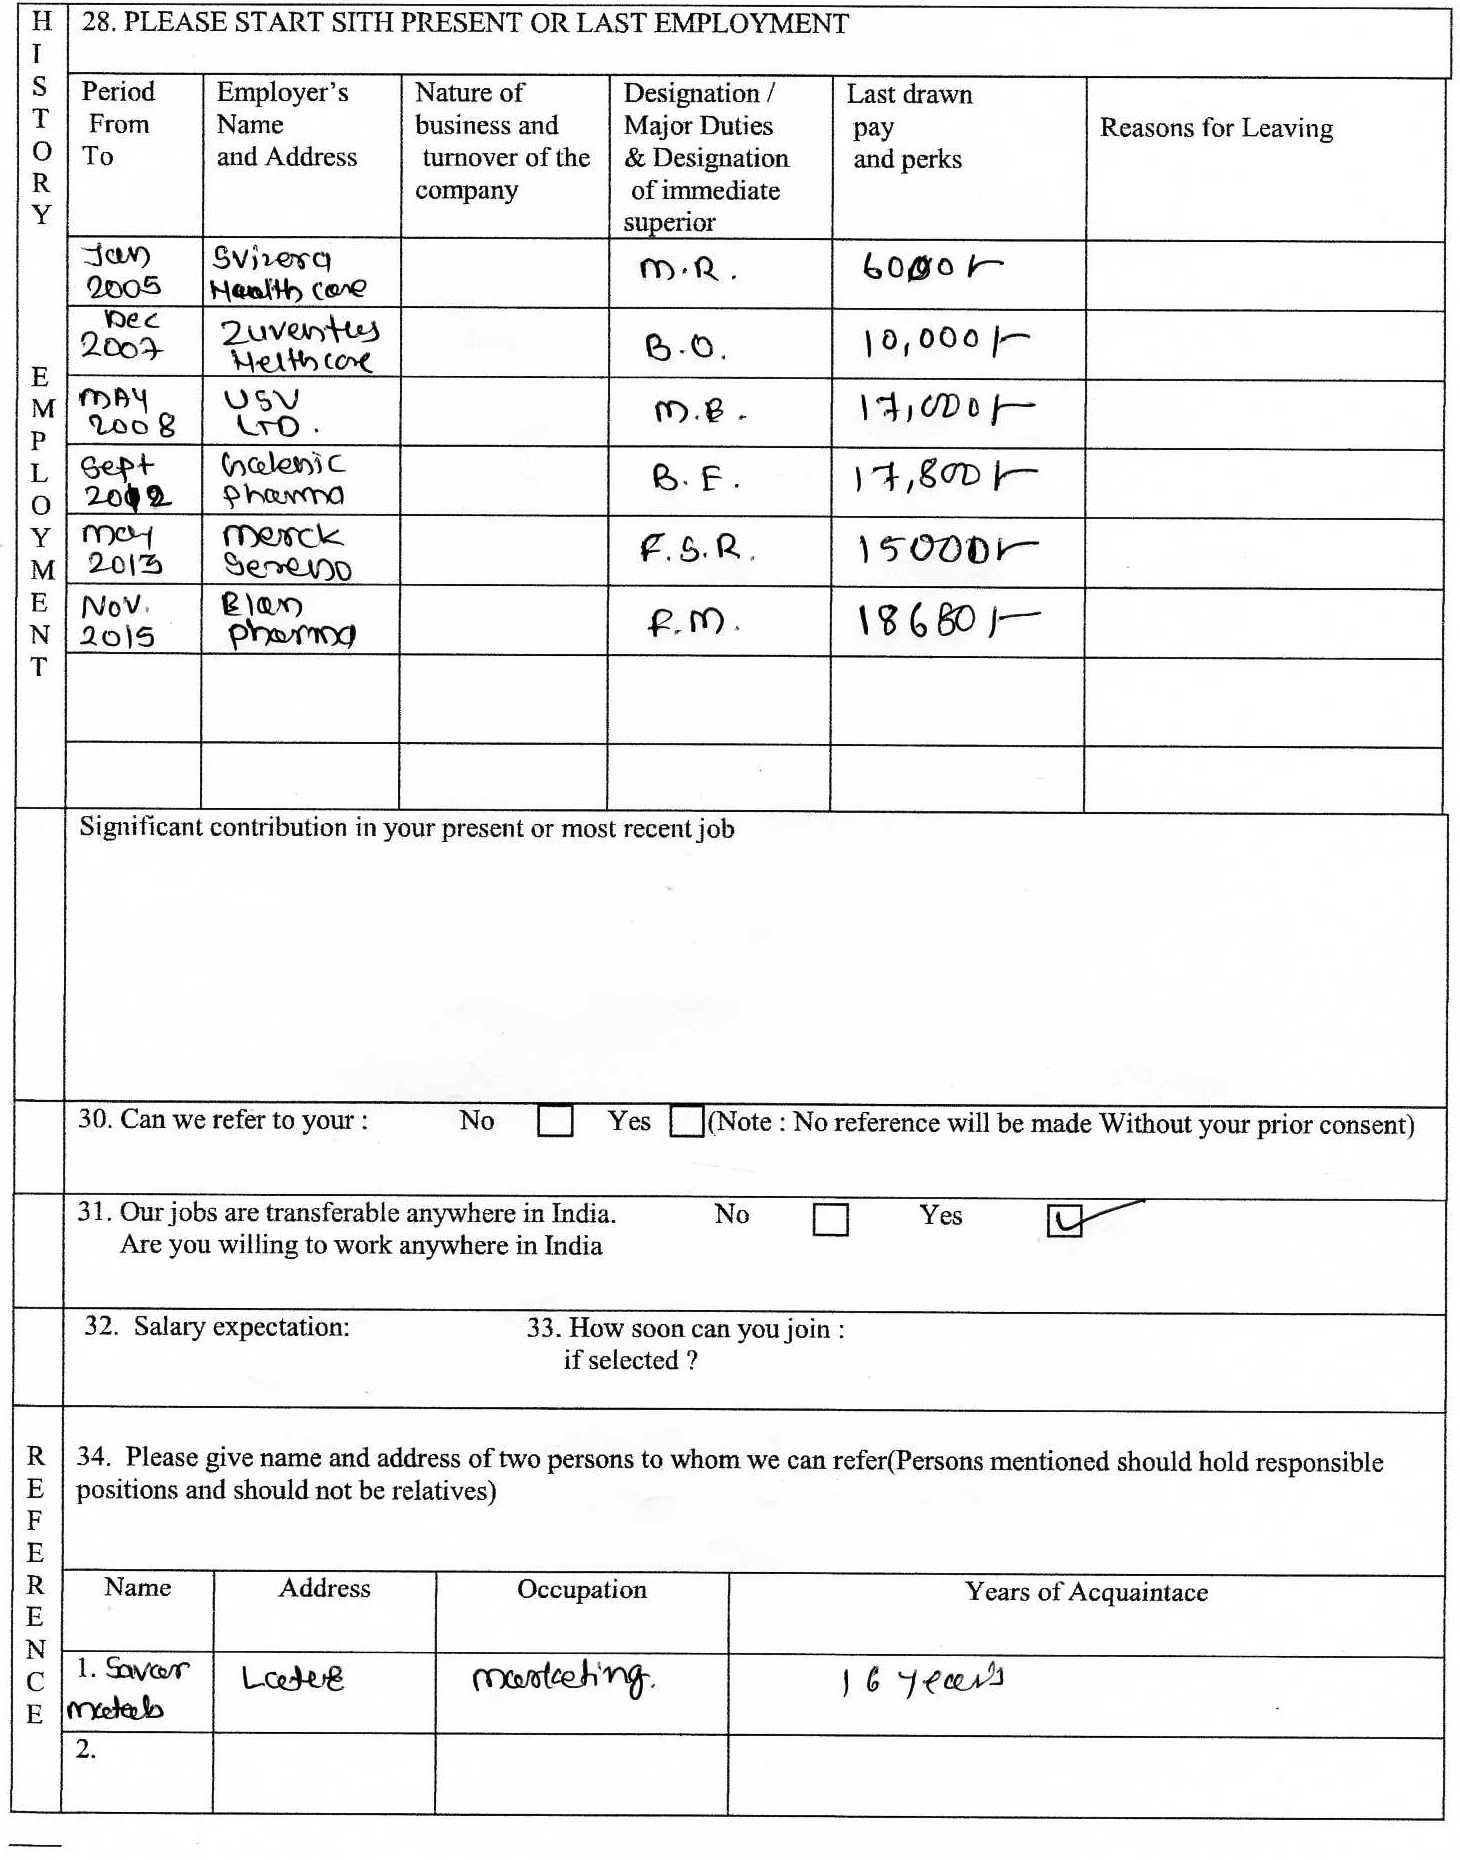 HISTORY
28. PLEASE START SITH PRESENT OR LAST EMPLOYMENT
Period From To
Employer's Name and Address
Nature of business and turnover of the company
Designation / Major Duties & Designation of immediate superior
Last drawn pay and perks
Reasons for Leaving
EMPLOYMENT
Jan 2005 Svizera Health care M.R. 6000/-
Dec 2007 Zuventus Helthcare B.O. 10,000/-
MAY 2008 USV LTD. M.B. 17,000/-
Sept 2012 Galenic pharma B.E. 17,800/-
May 2013 Merck Sereno F.S.R. 15000/-
Nov. 2015 Elan pharma F.M. /-
Significant contribution in your present or most recent job
30. Can we refer to your : No Yes (Note : No reference will be made Without your prior consent)
31. Our jobs are transferable anywhere in India. No Yes ✓
Are you willing to work anywhere in India
32. Salary expectation: 33. How soon can you join :
if selected ?
REFERENCE
34. Please give name and address of two persons to whom we can refer(Persons mentioned should hold responsible
positions and should not be relatives)
Name Address Occupation Years of Acquaintace
1. marketing. 16 years
2.